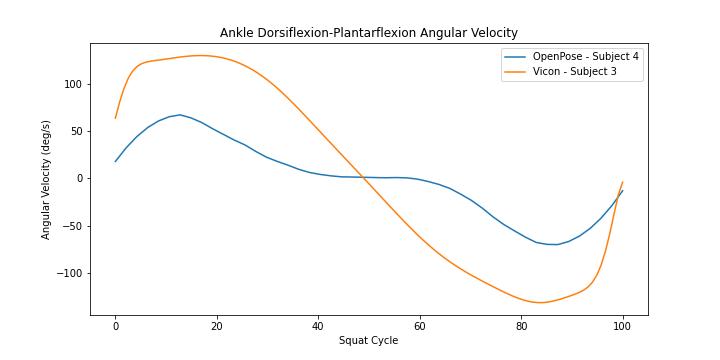 Ankle Dorsiflexion-Plantarflexion Angular Velocity
OpenPose - Subject 4
Vicon - Subject 3
Angular Velocity (deg/s)
100
50
0
−50
−100
0 20 40 60 80 100
Squat Cycle